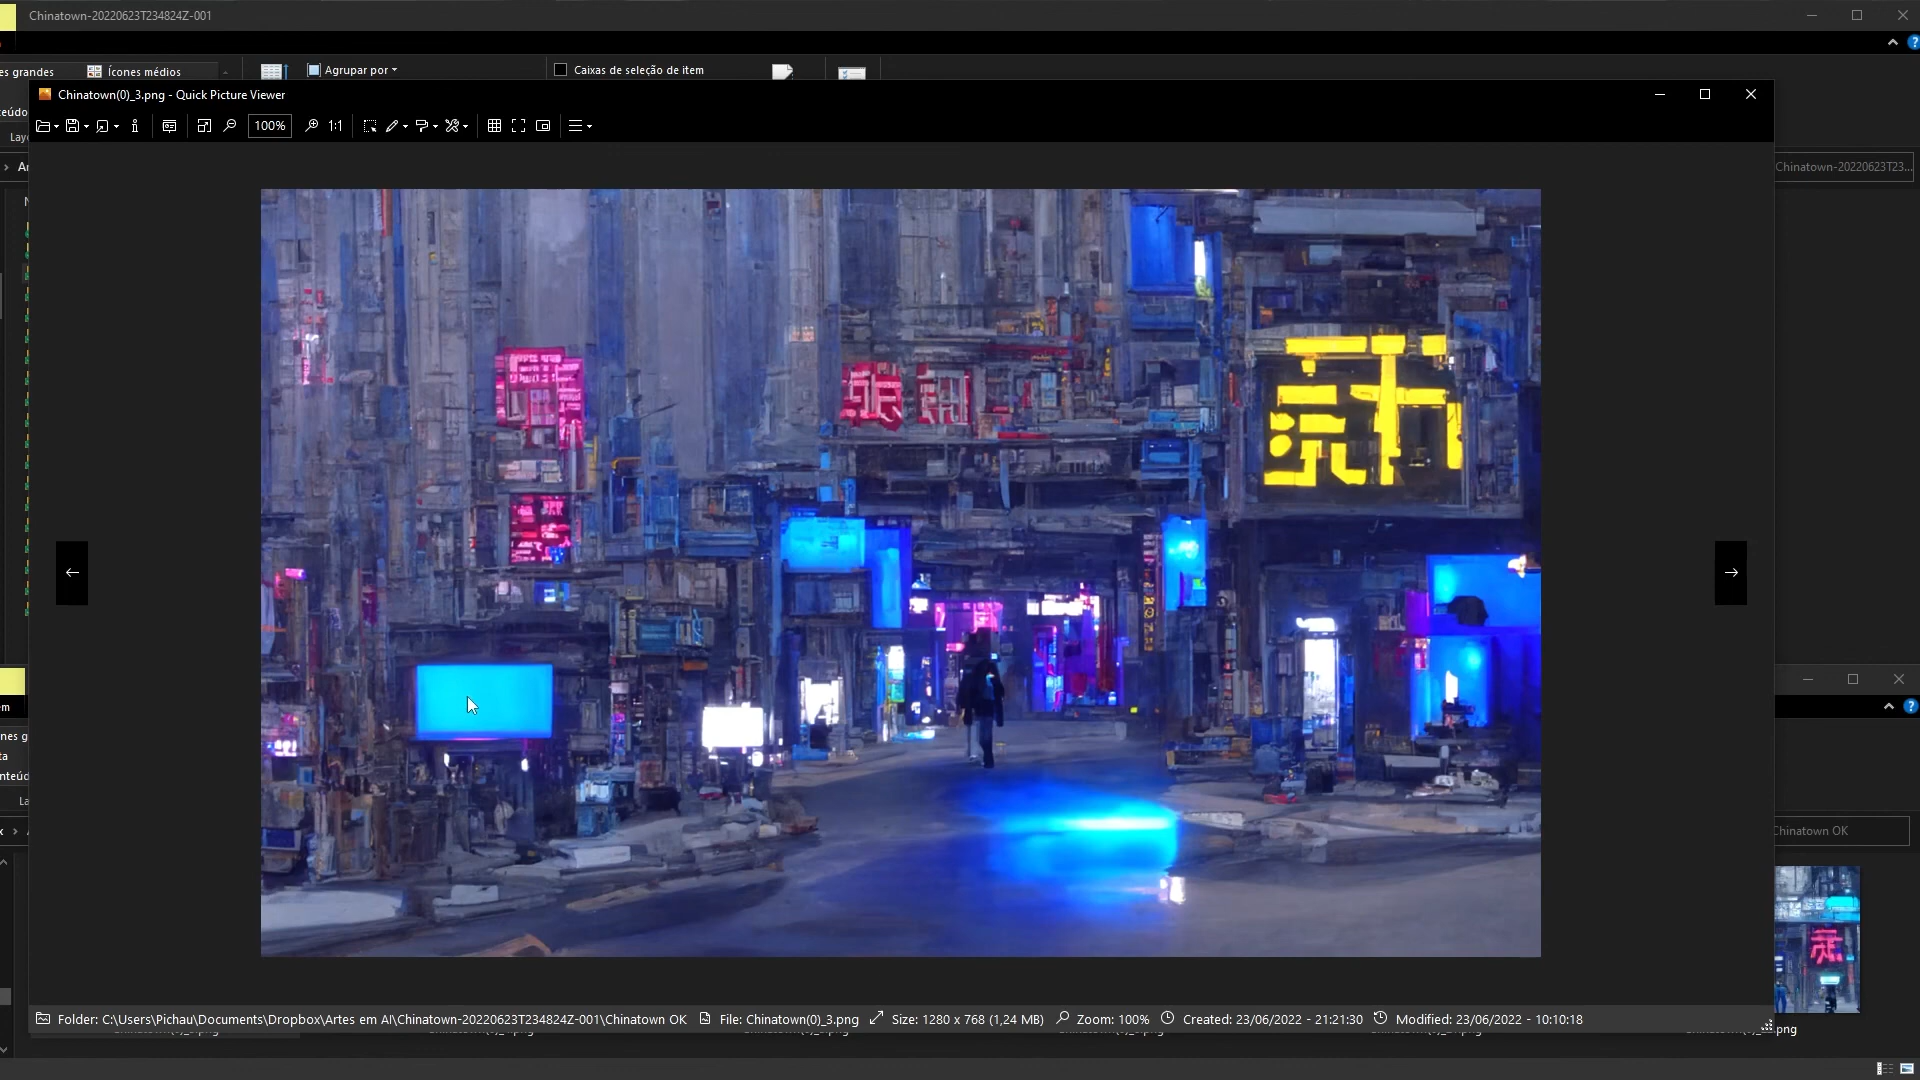 Chinatown-20220623T234824Z-001
es grandes
Ícones médios
Agrupar por
Caixas de seleção de item
Chinatown(0)_3.png - Quick Picture Viewer
100%
1:1
Chinatown-20220623T23...
Chinatown OK
Folder: C:\Users\Pichau\Documents\Dropbox\Artes em AI\Chinatown-20220623T234824Z-001\Chinatown OK
File: Chinatown(0)_3.png
Size: 1280 x 768 (1,24 MB)
Zoom: 100%
Created: 23/06/2022 - 21:21:30
Modified: 23/06/2022 - 10:10:18